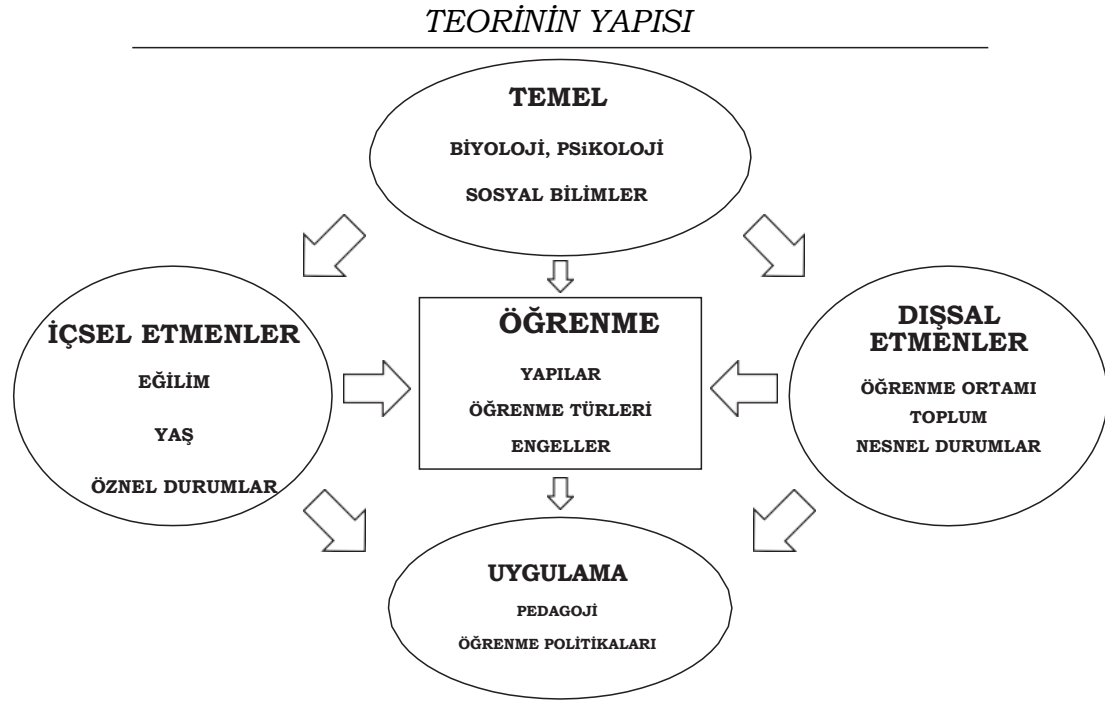 TEORİNİN YAPISI
TEMEL
BİYOLOJİ, PSiKOLOJİ
SOSYAL BİLİMLER
İÇSEL ETMENLER
EĞİLİM
YAŞ
ÖZNEL DURUMLAR
ÖĞRENME
YAPILAR
ÖĞRENME TÜRLERİ
ENGELLER
DIŞSAL
ETMENLER
ÖĞRENME ORTAMI
TOPLUM
NESNEL DURUMLAR
UYGULAMA
PEDAGOJİ
ÖĞRENME POLİTİKALARI